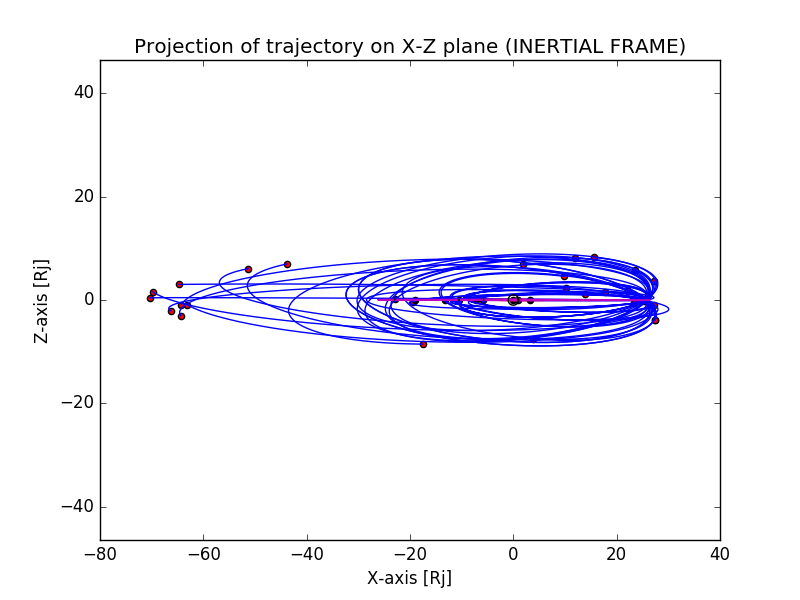 Projection of trajectory on X-Z plane (INERTIAL FRAME)
Z-axis [Rj]
40
20
0
−20
−40
−80 −60 −40 −20 0 20 40
X-axis [Rj]